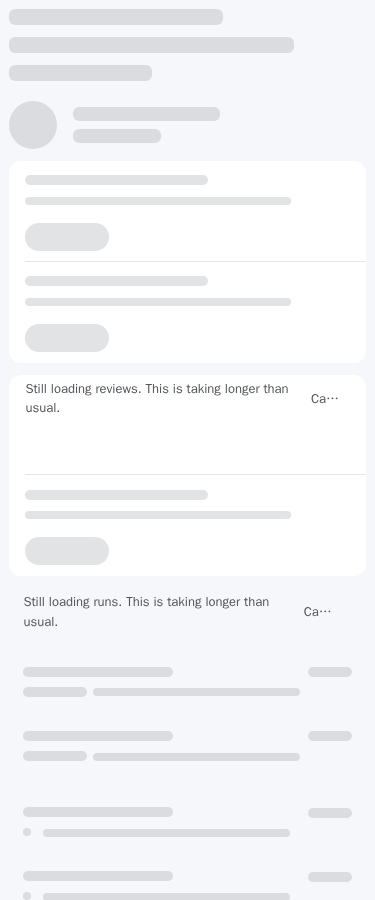 Still loading reviews. This is taking longer than
usual.
Ca…
Still loading runs. This is taking longer than
usual.
Ca…